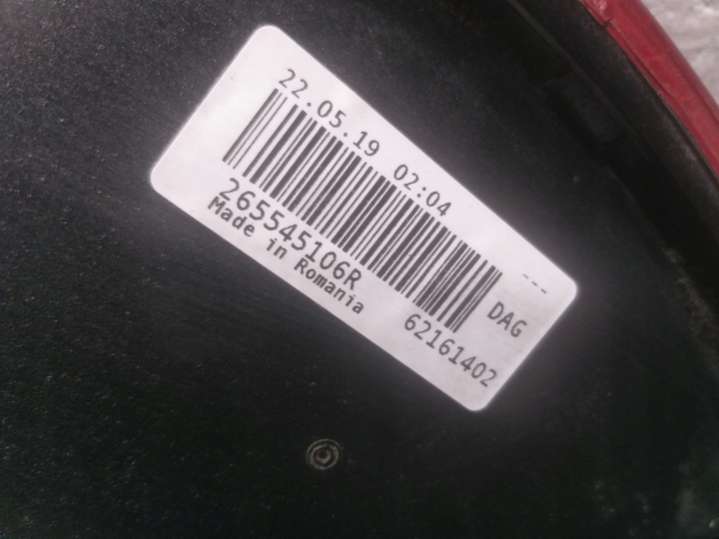 22.05.19 02:04
---
265545106R
DAG
Made in Romania
62161402